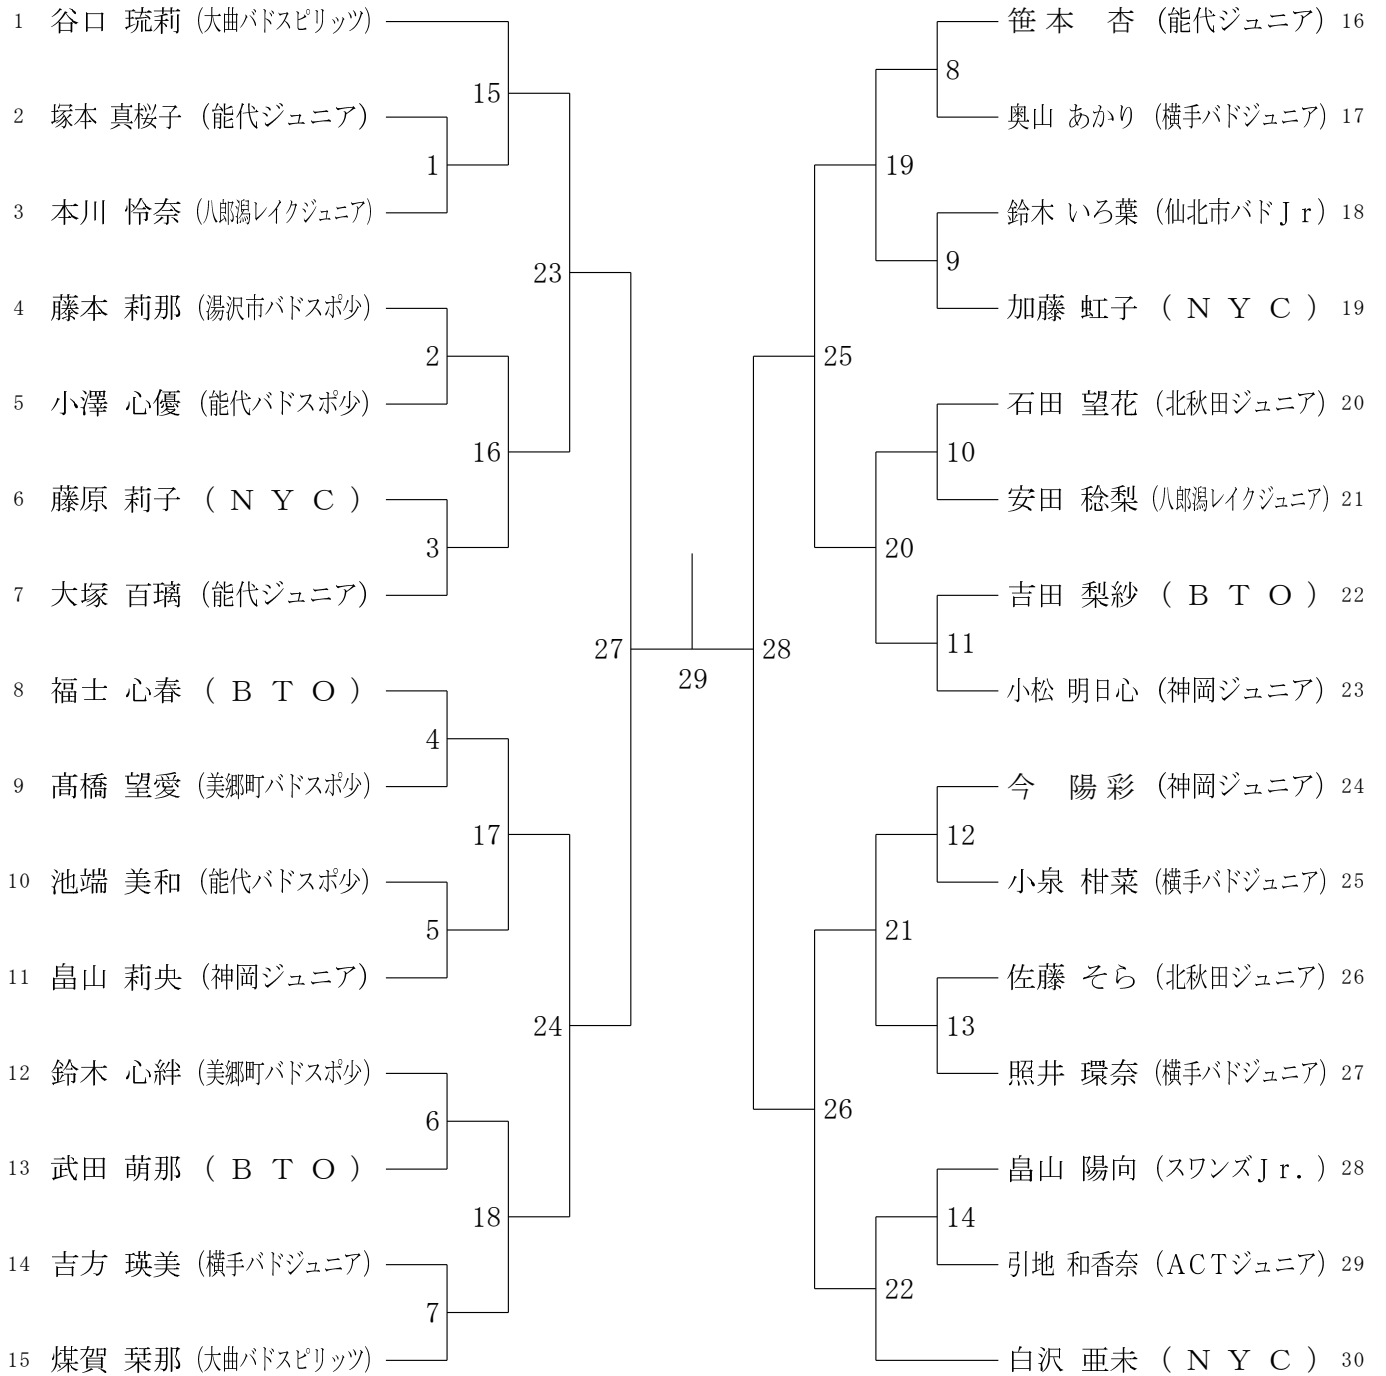 1 谷口 琉莉 (大曲バドスピリッツ)
2 塚本 真桜子 (能代ジュニア)
3 本川 怜奈 (八郎潟レイクジュニア)
4 藤本 莉那 (湯沢市バドスポ少)
5 小澤 心優 (能代バドスポ少)
6 藤原 莉子 (ＮＹＣ)
7 大塚 百璃 (能代ジュニア)
8 福士 心春 (ＢＴＯ)
9 髙橋 望愛 (美郷町バドスポ少)
10 池端 美和 (能代バドスポ少)
11 畠山 莉央 (神岡ジュニア)
12 鈴木 心絆 (美郷町バドスポ少)
13 武田 萌那 (ＢＴＯ)
14 吉方 瑛美 (横手バドジュニア)
15 煤賀 栞那 (大曲バドスピリッツ)
1
2
3
4
5
6
7
15
16
17
18
23
24
27
29
28
25
26
19
20
21
22
8
9
10
11
12
13
14
笹本 杏 (能代ジュニア) 16
奥山 あかり (横手バドジュニア) 17
鈴木 いろ葉 (仙北市バドＪｒ) 18
加藤 虹子 (ＮＹＣ) 19
石田 望花 (北秋田ジュニア) 20
安田 稔梨 (八郎潟レイクジュニア) 21
吉田 梨紗 (ＢＴＯ) 22
小松 明日心 (神岡ジュニア) 23
今 陽彩 (神岡ジュニア) 24
小泉 柑菜 (横手バドジュニア) 25
佐藤 そら (北秋田ジュニア) 26
照井 環奈 (横手バドジュニア) 27
畠山 陽向 (スワンズＪｒ．) 28
引地 和香奈 (ＡＣＴジュニア) 29
白沢 亜未 (ＮＹＣ) 30